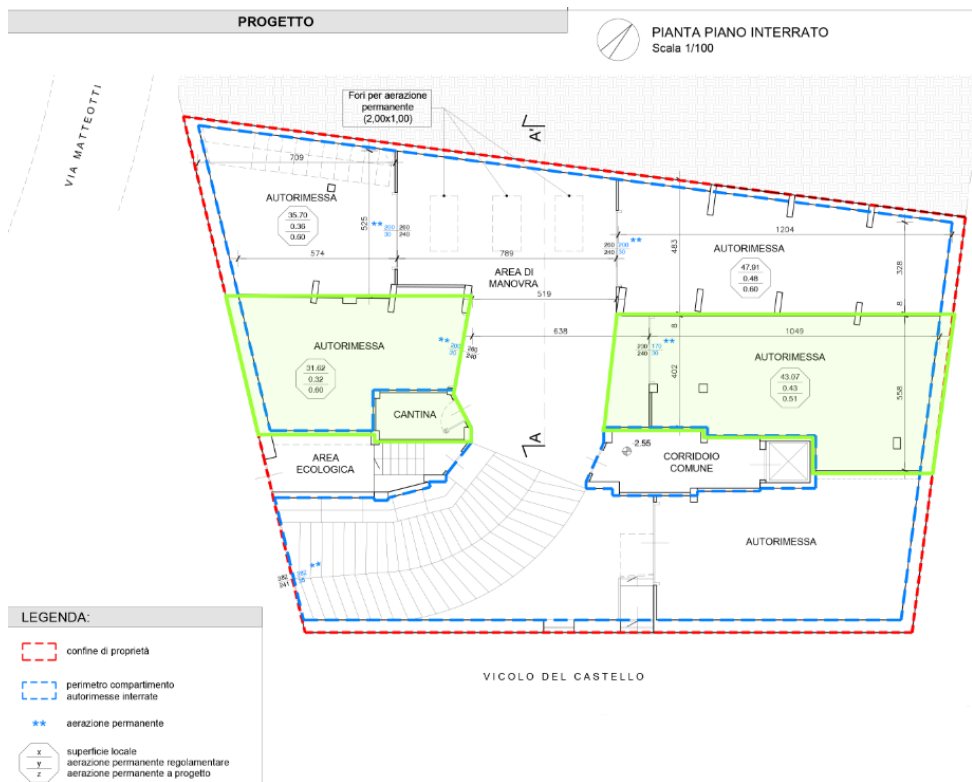 PROGETTO
PIANTA PIANO INTERRATO
Scala 1/100
VIA MATTEOTTI
Fori per aerazione
permanente
(2,00x1,00)
A'
709
AUTORIMESSA
35.70
0.36
0.60
525
**
200
30
260
240
574
789
AREA DI
MANOVRA
519
638
260
240
200
30
**
483
1204
AUTORIMESSA
47.91
0.48
0.60
328
8
8
1049
AUTORIMESSA
31.62
0.32
0.60
**
200
260
240
230
240
170
30
**
402
AUTORIMESSA
43.07
0.43
0.51
558
CANTINA
A
AREA
ECOLOGICA
-2.55
CORRIDOIO
COMUNE
AUTORIMESSA
**
241
VICOLO DEL CASTELLO
LEGENDA:
confine di proprietà
perimetro compartimento
autorimesse interrate
** aerazione permanente
x
y
z
superficie locale
aerazione permanente regolamentare
aerazione permanente a progetto